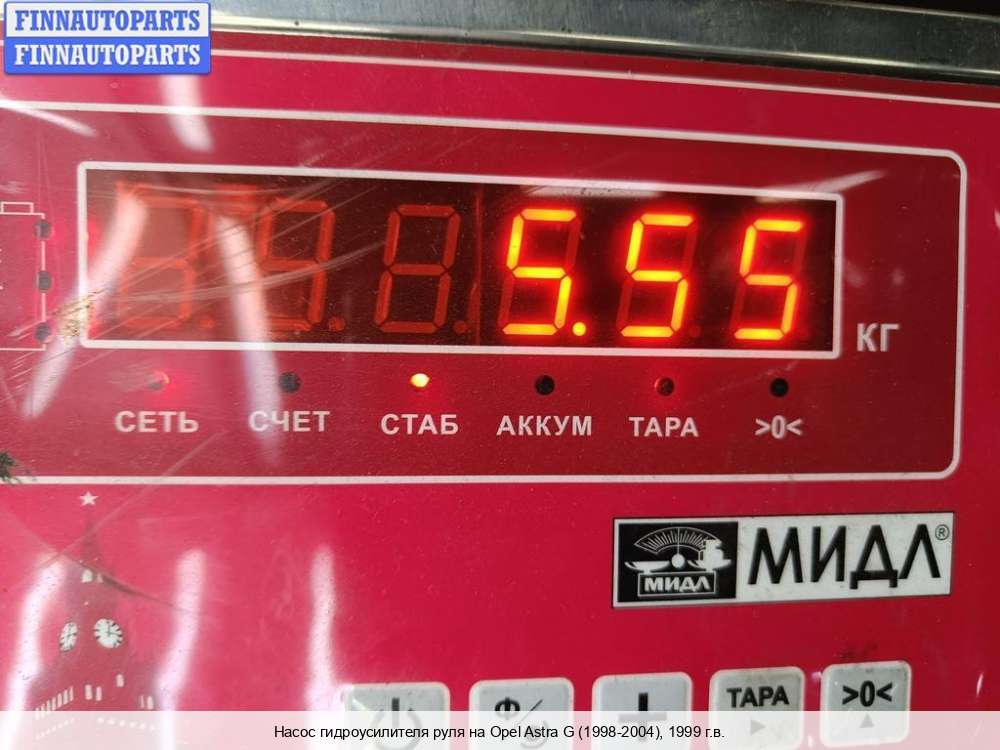 FINNAUTOPARTS
FINNAUTOPARTS
5.55
КГ
СЕТЬ СЧЕТ СТАБ АККУМ ТАРА >0<
МИДЛ МИДЛ®
+ ТАРА >0<
Насос гидроусилителя руля на Opel Astra G (1998-2004), 1999 г.в.